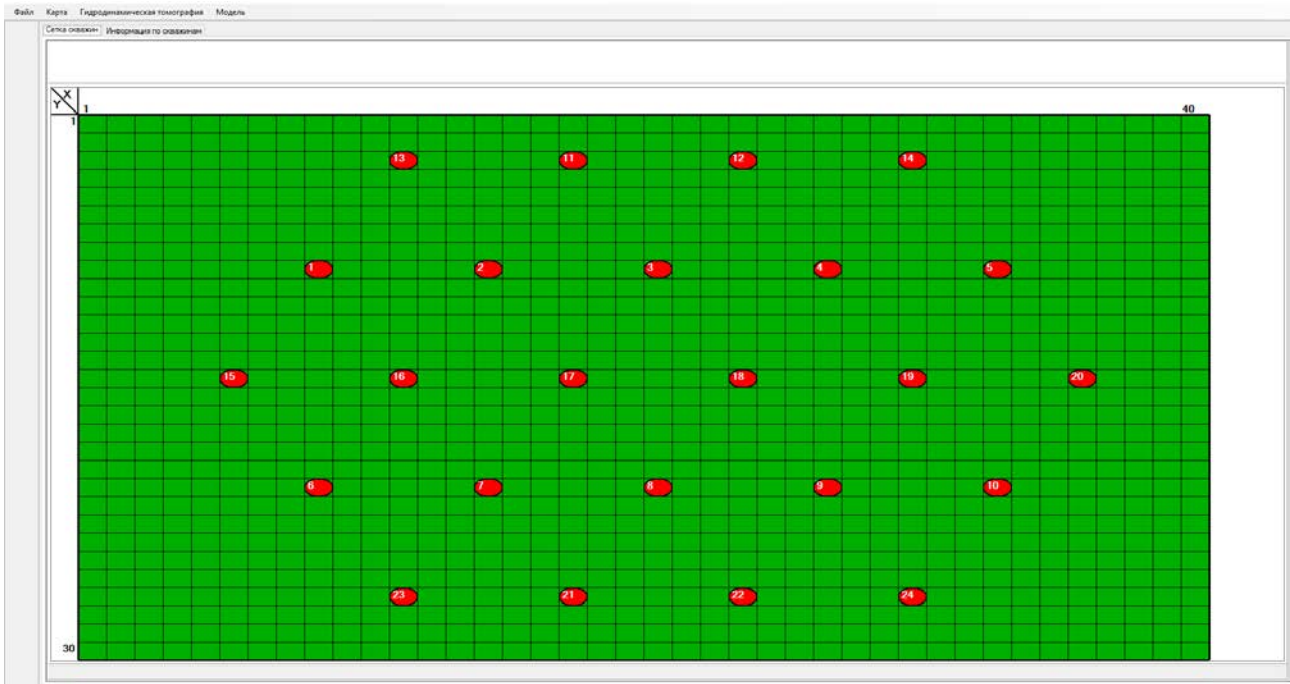 Файл Карта Гидродинамическая томография Модель
Сетка скважин Информация по скважинам
X
Y 1 40
1
13 11 12 14
1 2 3 4 5
15 16 17 18 19 20
6 7 8 9 10
23 21 22 24
30